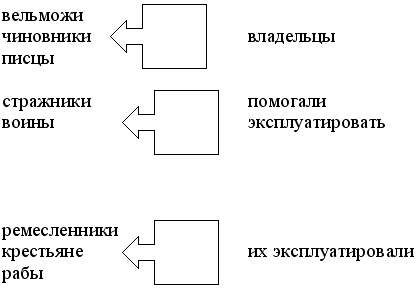 вельможи
чиновники
писцы
владельцы
стражники
воины
помогали
эксплуатировать
ремесленники
крестьяне
рабы
их эксплуатировали